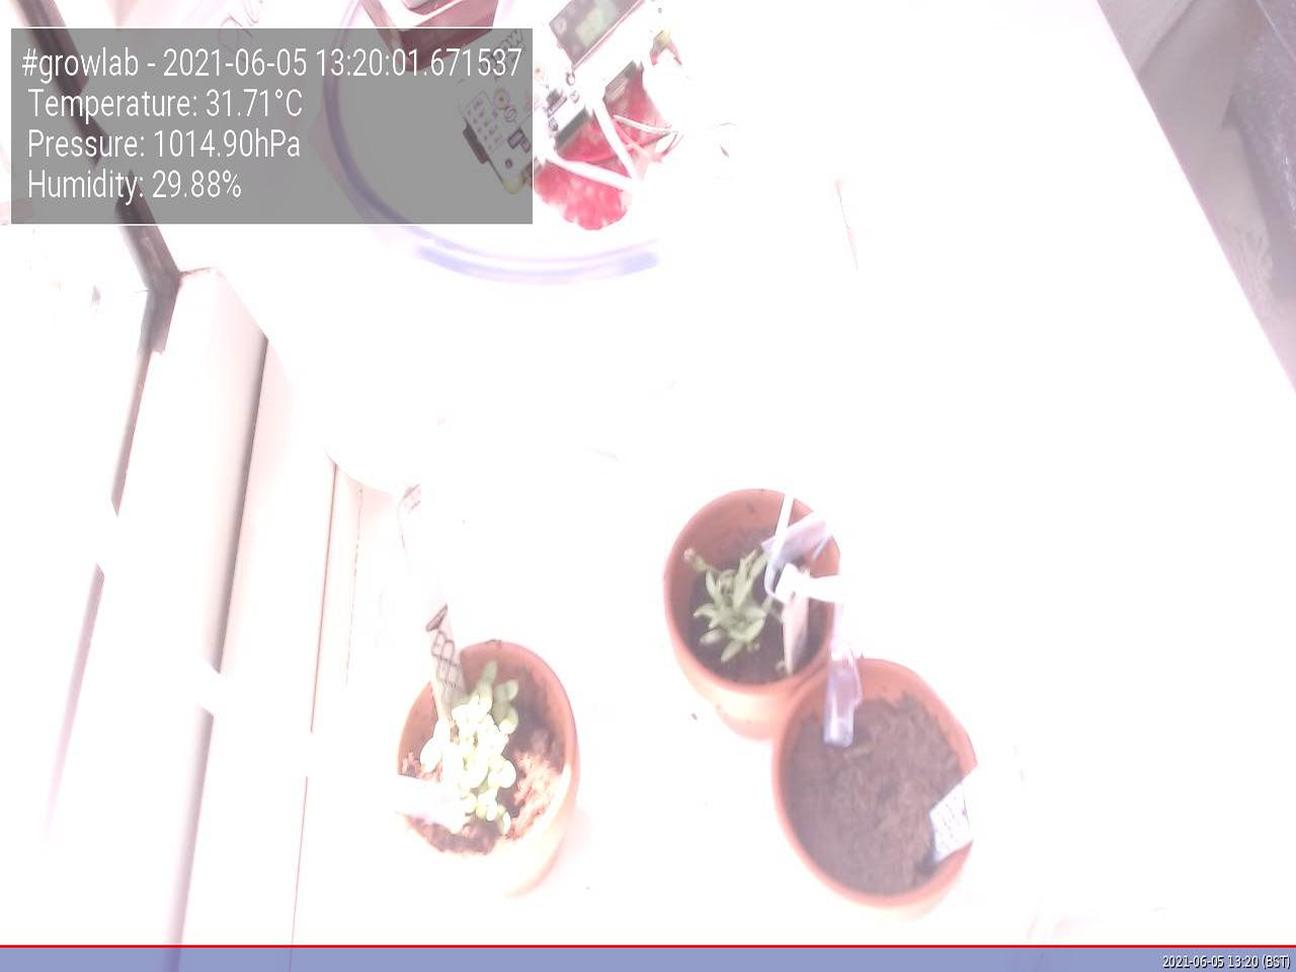 #growlab - 2021-06-05 13:20:01.671537
Temperature: 31.71°C
Pressure: 1014.90hPa
Humidity: 29.88%
2021-06-05 13:20 (BST)